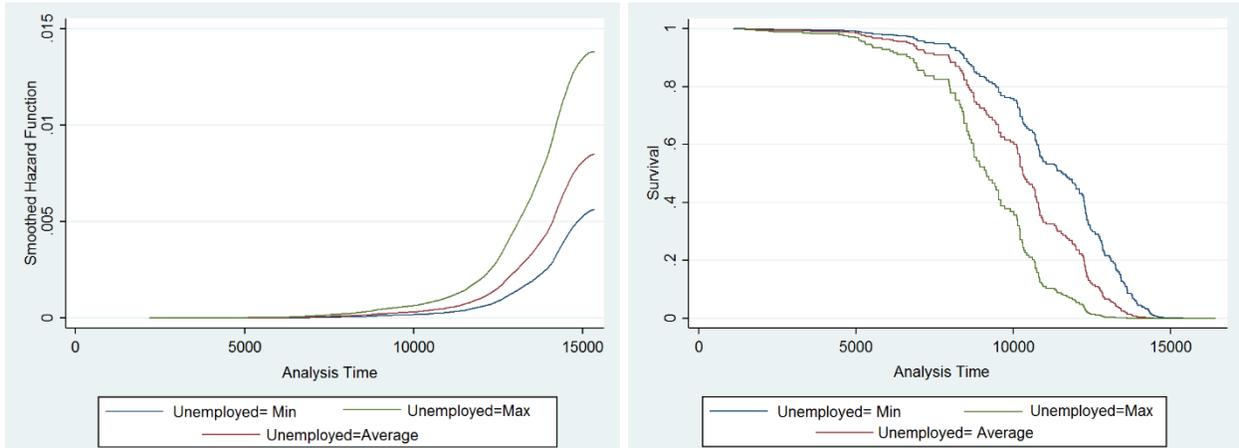 .015
.01
.005
0
Smoothed Hazard Function
0 5000 10000 15000
Analysis Time
Unemployed= Min Unemployed=Max
Unemployed=Average
1
.8
.6
.4
.2
0
Survival
0 5000 10000 15000
Analysis Time
Unemployed= Min Unemployed=Max
Unemployed= Average